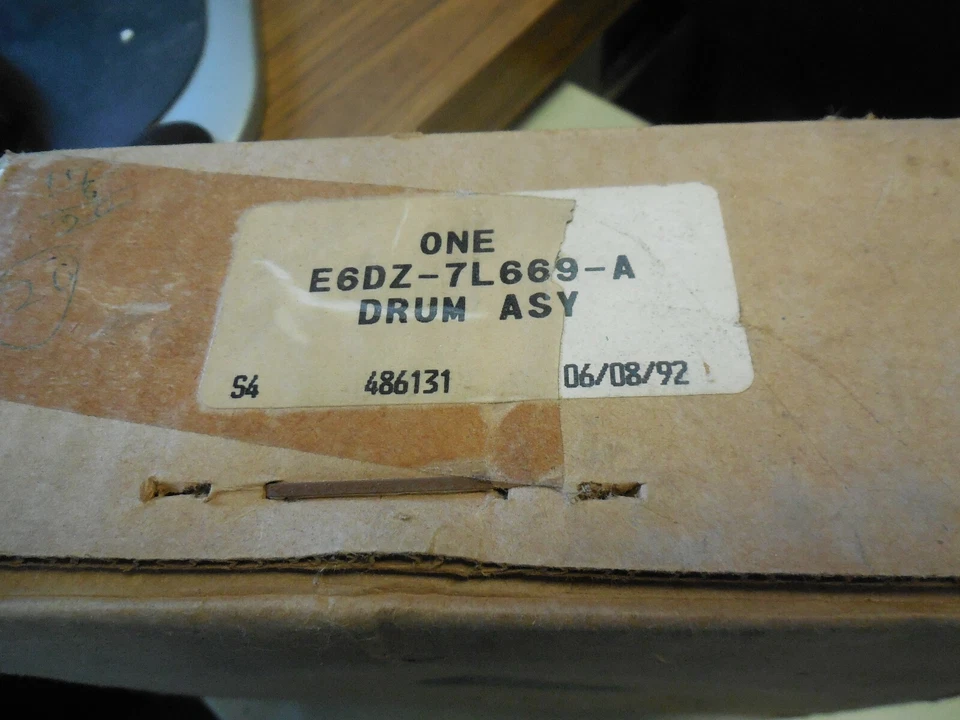 ONE
E6DZ-7L669-A
DRUM ASY
S4 486131 06/08/92